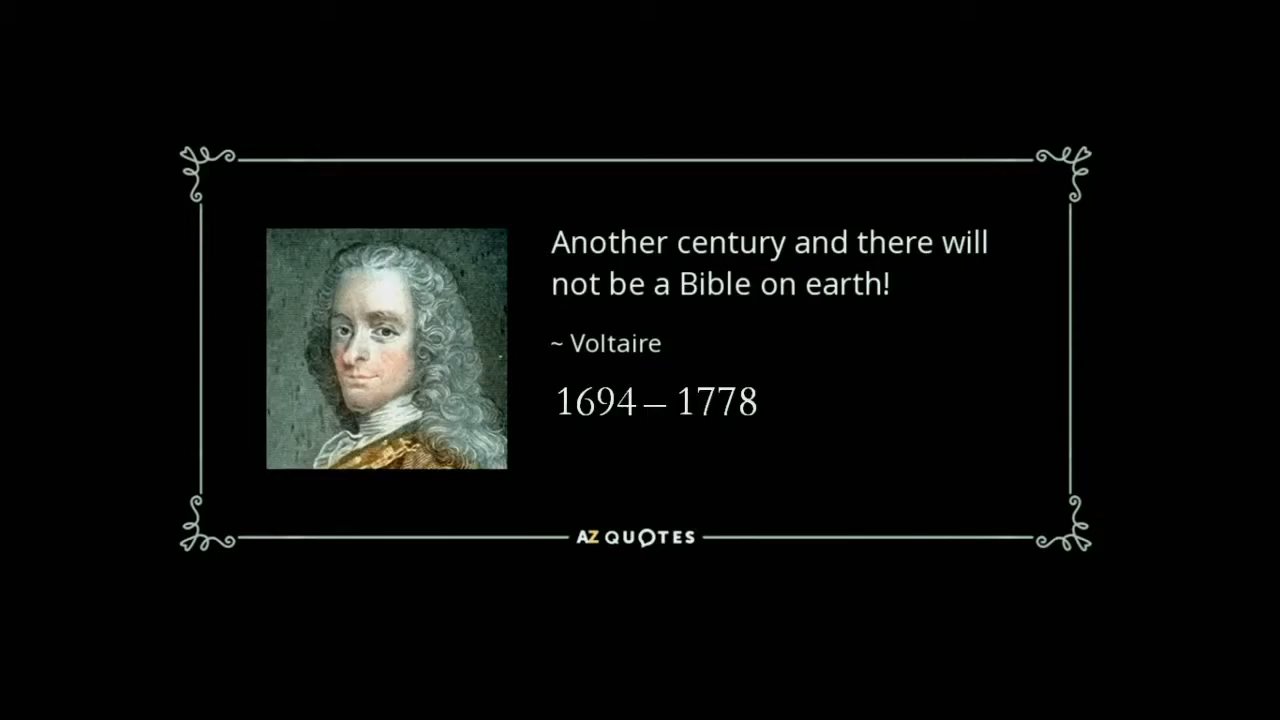 Another century and there will
not be a Bible on earth!
~ Voltaire
1694 – 1778
AZ QUOTES